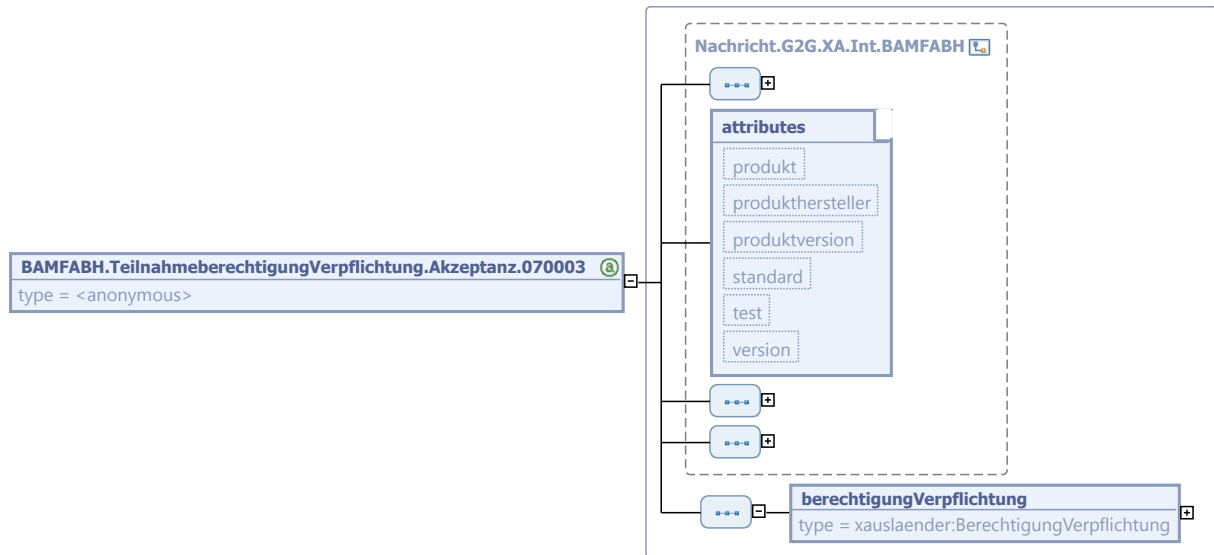 Nachricht.G2G.XA.Int.BAMFABH
attributes
produkt
produkthersteller
produktversion
standard
test
version
BAMFABH.TeilnahmeberechtigungVerpflichtung.Akzeptanz.070003
type = <anonymous>
berechtigungVerpflichtung
type = xauslaender:BerechtigungVerpflichtung